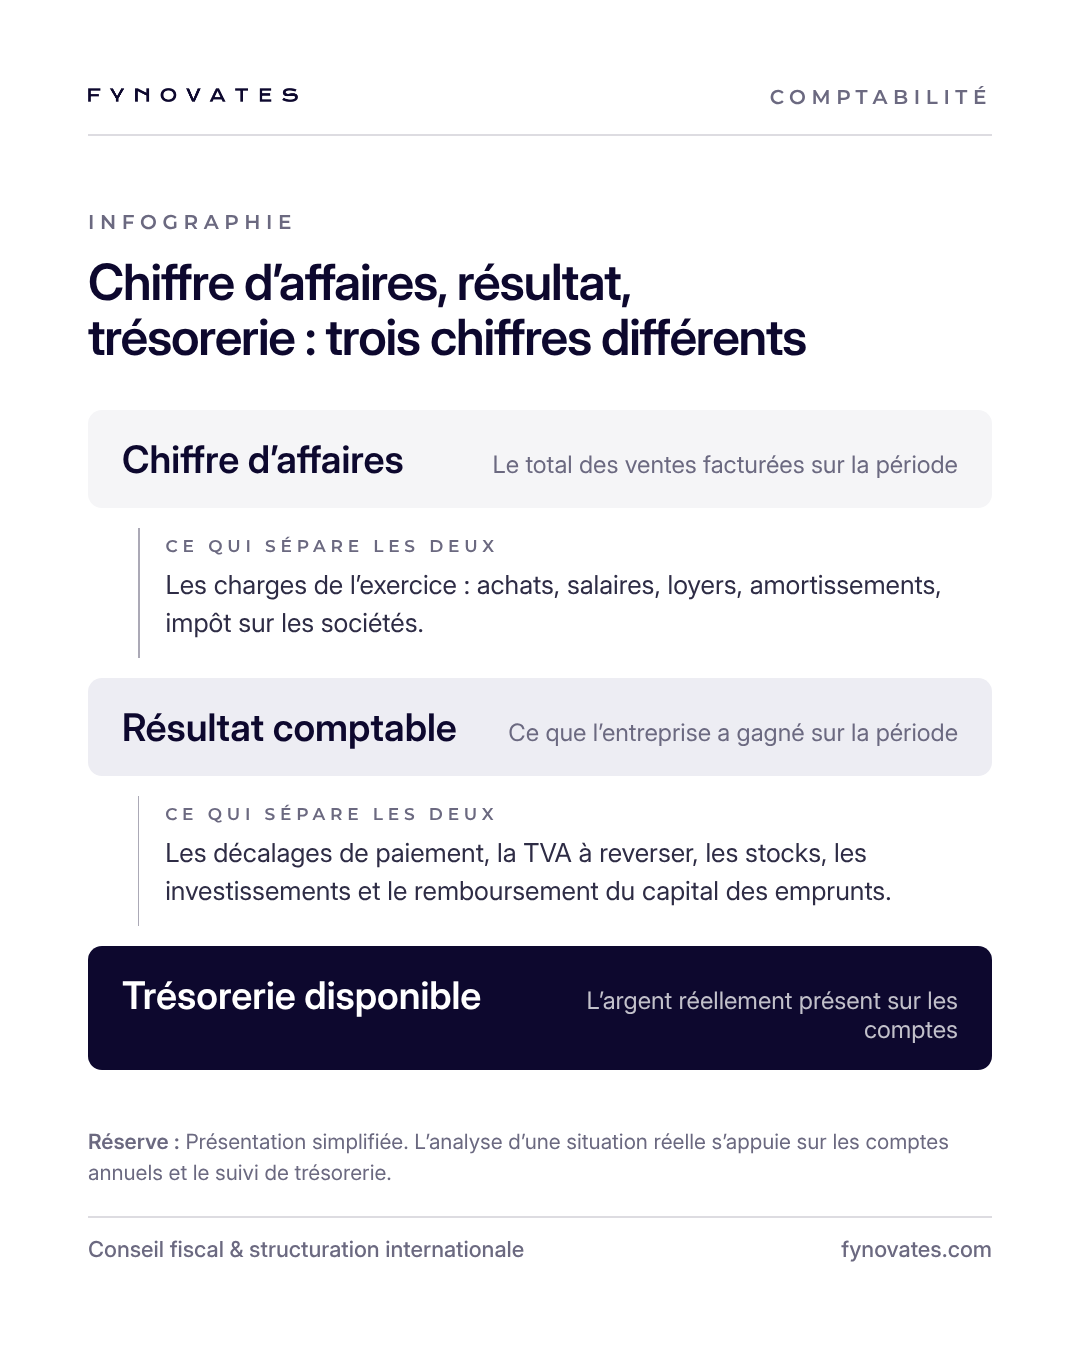 FYNOVATES
COMPTABILITÉ
INFOGRAPHIE
Chiffre d’affaires, résultat,
trésorerie : trois chiffres différents
Chiffre d’affaires
Le total des ventes facturées sur la période
CE QUI SÉPARE LES DEUX
Les charges de l’exercice : achats, salaires, loyers, amortissements,
impôt sur les sociétés.
Résultat comptable
Ce que l’entreprise a gagné sur la période
CE QUI SÉPARE LES DEUX
Les décalages de paiement, la TVA à reverser, les stocks, les
investissements et le remboursement du capital des emprunts.
Trésorerie disponible
L’argent réellement présent sur les
comptes
Réserve : Présentation simplifiée. L’analyse d’une situation réelle s’appuie sur les comptes
annuels et le suivi de trésorerie.
Conseil fiscal & structuration internationale
fynovates.com